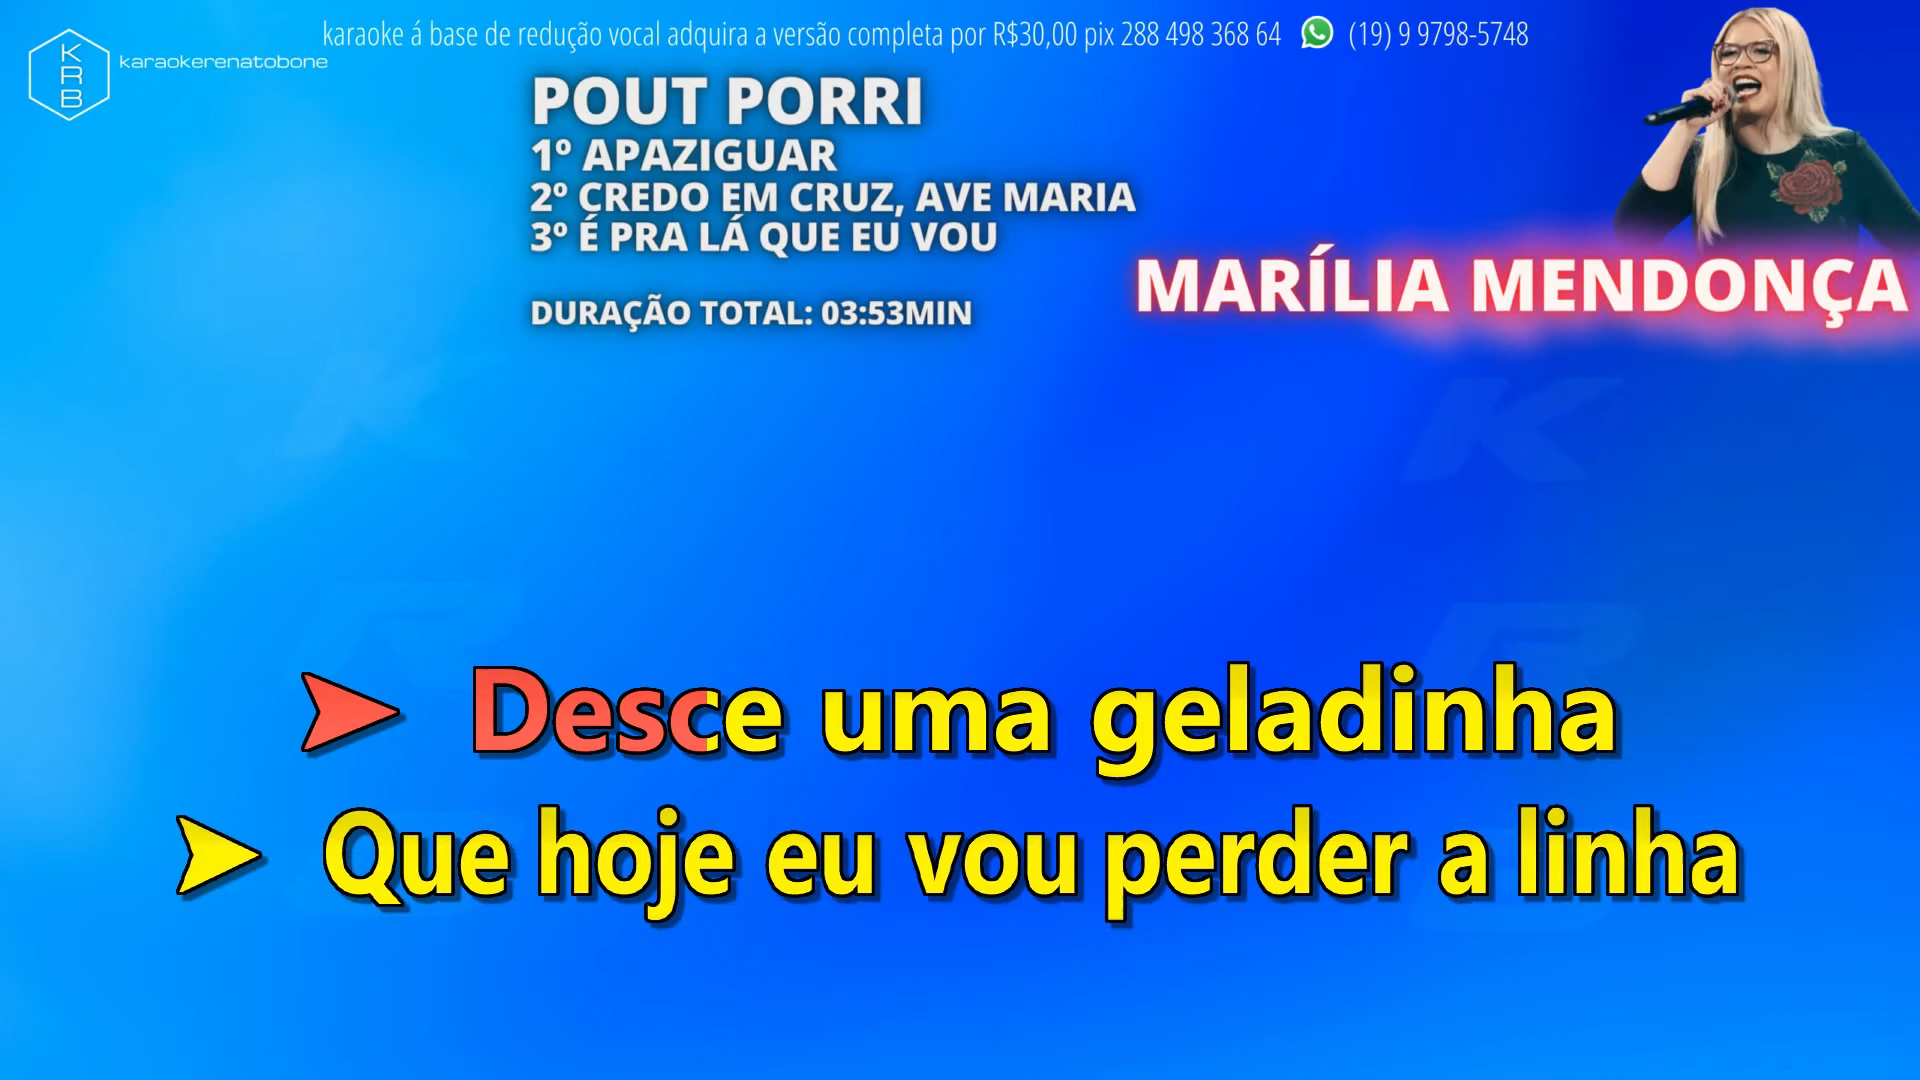 karaoke á base de redução vocal adquira a versão completa por R$30,00 pix 288 498 368 64 (19) 9 9798-5748
KRB karaokerenatobone
POUT PORRI
1º APAZIGUAR
2º CREDO EM CRUZ, AVE MARIA
3º É PRA LÁ QUE EU VOU
MARÍLIA MENDONÇA
DURAÇÃO TOTAL: 03:53MIN
➤ Desce uma geladinha
➤ Que hoje eu vou perder a linha